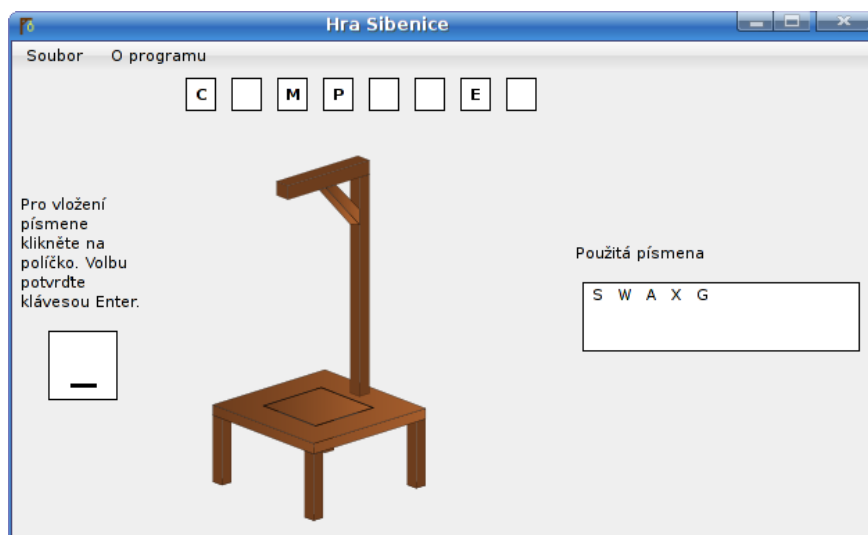 Hra Sibenice
Soubor O programu
C M P E
Pro vložení
písmene
klikněte na
políčko. Volbu
potvrďte
klávesou Enter.
Použitá písmena
S W A X G